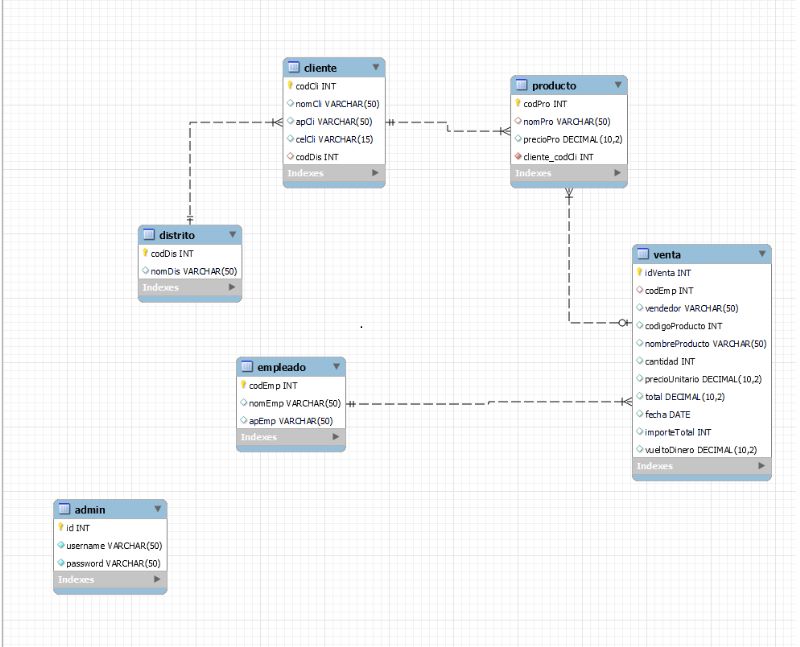 cliente
codCli INT
nomCli VARCHAR(50)
apCli VARCHAR(50)
celCli VARCHAR(15)
codDis INT
Indexes
producto
codPro INT
nomPro VARCHAR(50)
precioPro DECIMAL(10,2)
cliente_codCli INT
Indexes
distrito
codDis INT
nomDis VARCHAR(50)
Indexes
venta
idVenta INT
codEmp INT
vendedor VARCHAR(50)
codigoProducto INT
nombreProducto VARCHAR(50)
cantidad INT
precioUnitario DECIMAL(10,2)
total DECIMAL(10,2)
fecha DATE
importeTotal INT
vueltoDinero DECIMAL(10,2)
Indexes
empleado
codEmp INT
nomEmp VARCHAR(50)
apEmp VARCHAR(50)
Indexes
admin
id INT
username VARCHAR(50)
password VARCHAR(50)
Indexes